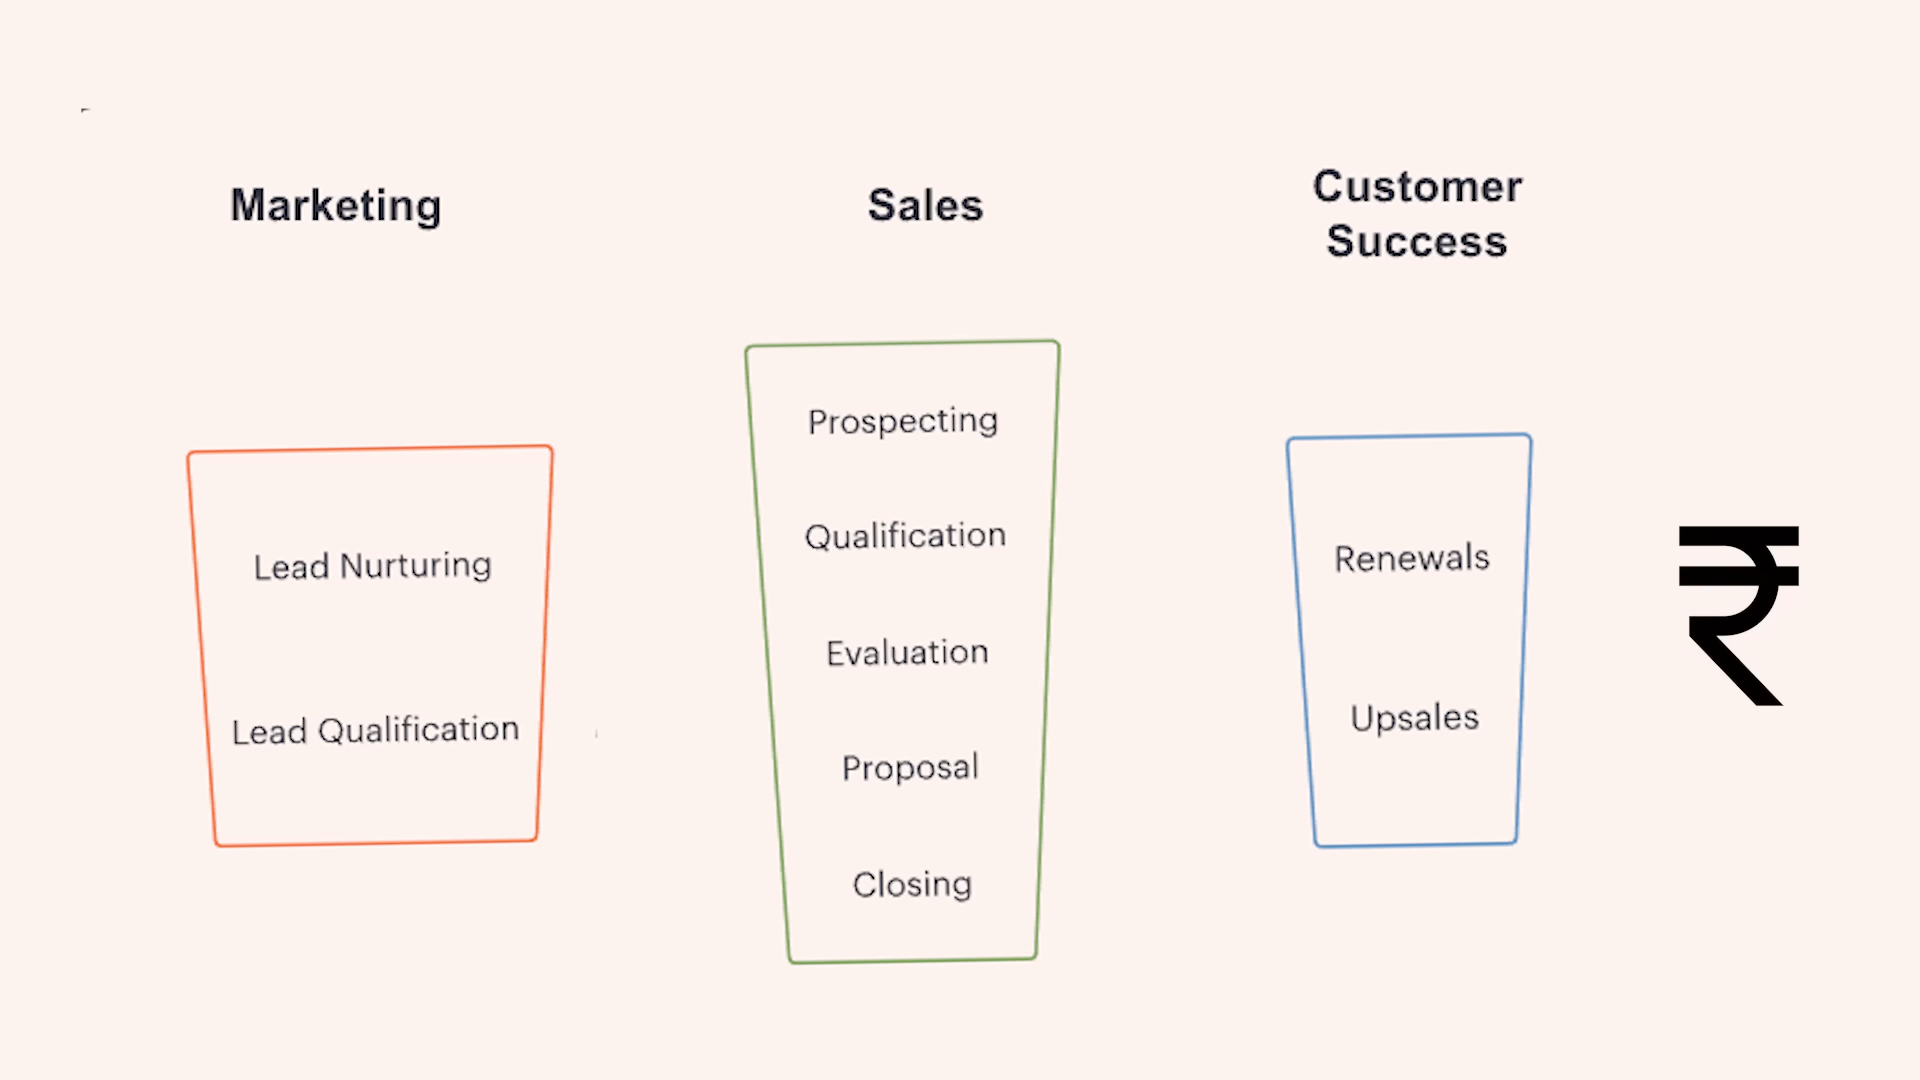 Marketing
Lead Nurturing
Lead Qualification
Sales
Prospecting
Qualification
Evaluation
Proposal
Closing
Customer
Success
Renewals
Upsales
₹